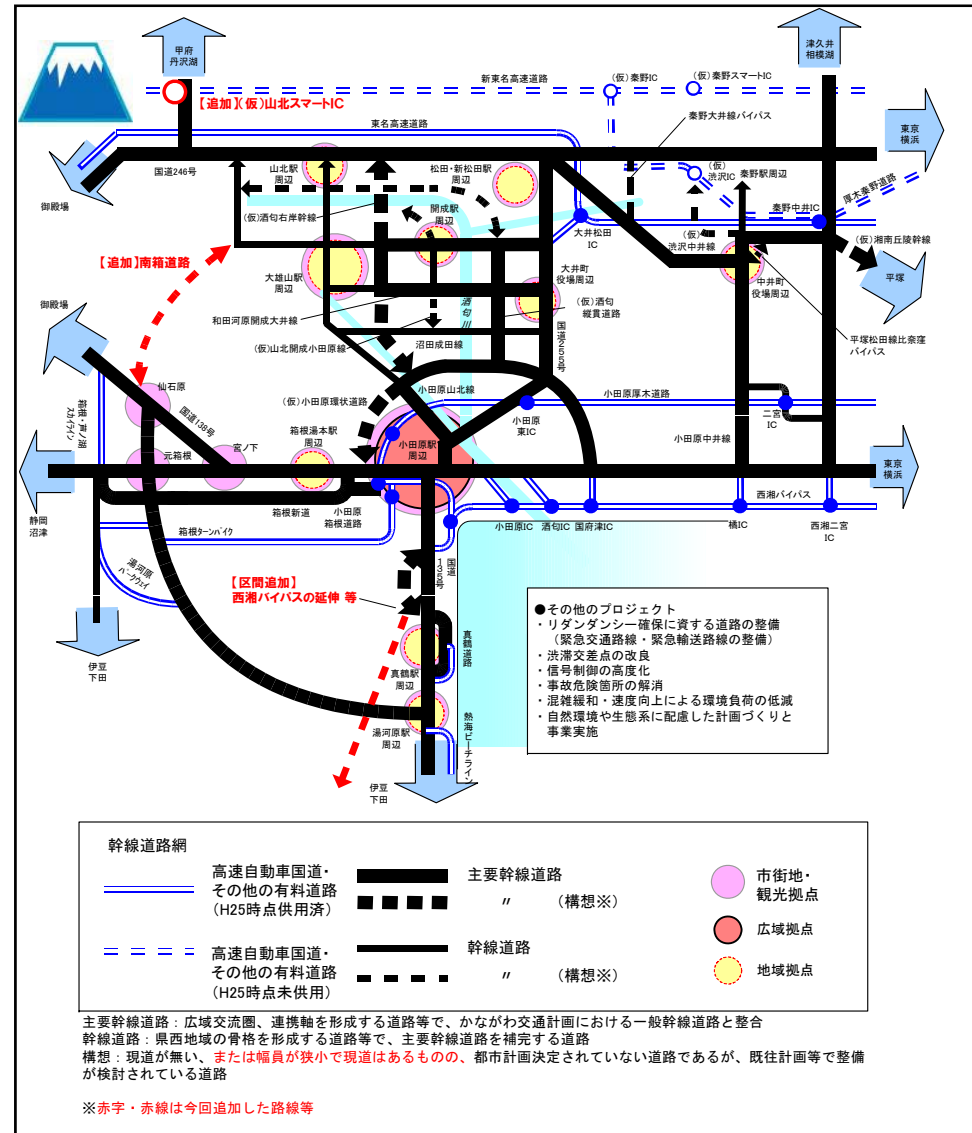 甲府
丹沢湖
津久井
相模湖
新東名高速道路
(仮)秦野IC
(仮)秦野スマートIC
【追加】(仮)山北スマートIC
秦野大井線バイパス
東名高速道路
東京
横浜
国道246号
山北駅
周辺
松田・新松田駅
周辺
(仮)
渋沢IC
秦野駅周辺
厚木秦野道路
御殿場
(仮)酒匂右岸幹線
開成駅
周辺
秦野中井IC
大井松田
IC
(仮)
渋沢中井線
(仮)湘南丘陵幹線
【追加】南箱道路
大雄山駅
周辺
大井町
役場周辺
中井町
役場周辺
平塚
御殿場
酒匂川
(仮)酒匂
縦貫道路
和田河原開成大井線
国道255号
(仮)山北開成小田原線
沼田成田線
平塚松田線比奈窪
バイパス
仙石原
小田原山北線
小田原厚木道路
箱根・芦ノ湖
スカイライン
国道138号
(仮)小田原環状道路
小田原
東IC
二宮
IC
箱根湯本駅
周辺
小田原駅
周辺
小田原中井線
元箱根
宮ノ下
東京
横浜
西湘バイパス
静岡
沼津
箱根新道
小田原
箱根道路
小田原IC
酒匂IC
国府津IC
橘IC
西湘二宮
IC
箱根ターンパイク
湯河原
パークウェイ
国道135号
【区間追加】
西湘バイパスの延伸 等
●その他のプロジェクト
・リダンダンシー確保に資する道路の整備
(緊急交通路線・緊急輸送路線の整備)
・渋滞交差点の改良
・信号制御の高度化
・事故危険箇所の解消
・混雑緩和・速度向上による環境負荷の低減
・自然環境や生態系に配慮した計画づくりと
事業実施
真鶴道路
伊豆
下田
真鶴駅
周辺
熱海ビーチライン
湯河原駅
周辺
伊豆
下田
幹線道路網
高速自動車国道・
その他の有料道路
(H25時点供用済)
主要幹線道路
〃 (構想※)
市街地・
観光拠点
広域拠点
高速自動車国道・
その他の有料道路
(H25時点未供用)
幹線道路
〃 (構想※)
地域拠点
主要幹線道路：広域交流圏、連携軸を形成する道路等で、かながわ交通計画における一般幹線道路と整合
幹線道路：県西地域の骨格を形成する道路等で、主要幹線道路を補完する道路
構想：現道が無い、または幅員が狭小で現道はあるものの、都市計画決定されていない道路であるが、既往計画等で整備
が検討されている道路
※赤字・赤線は今回追加した路線等